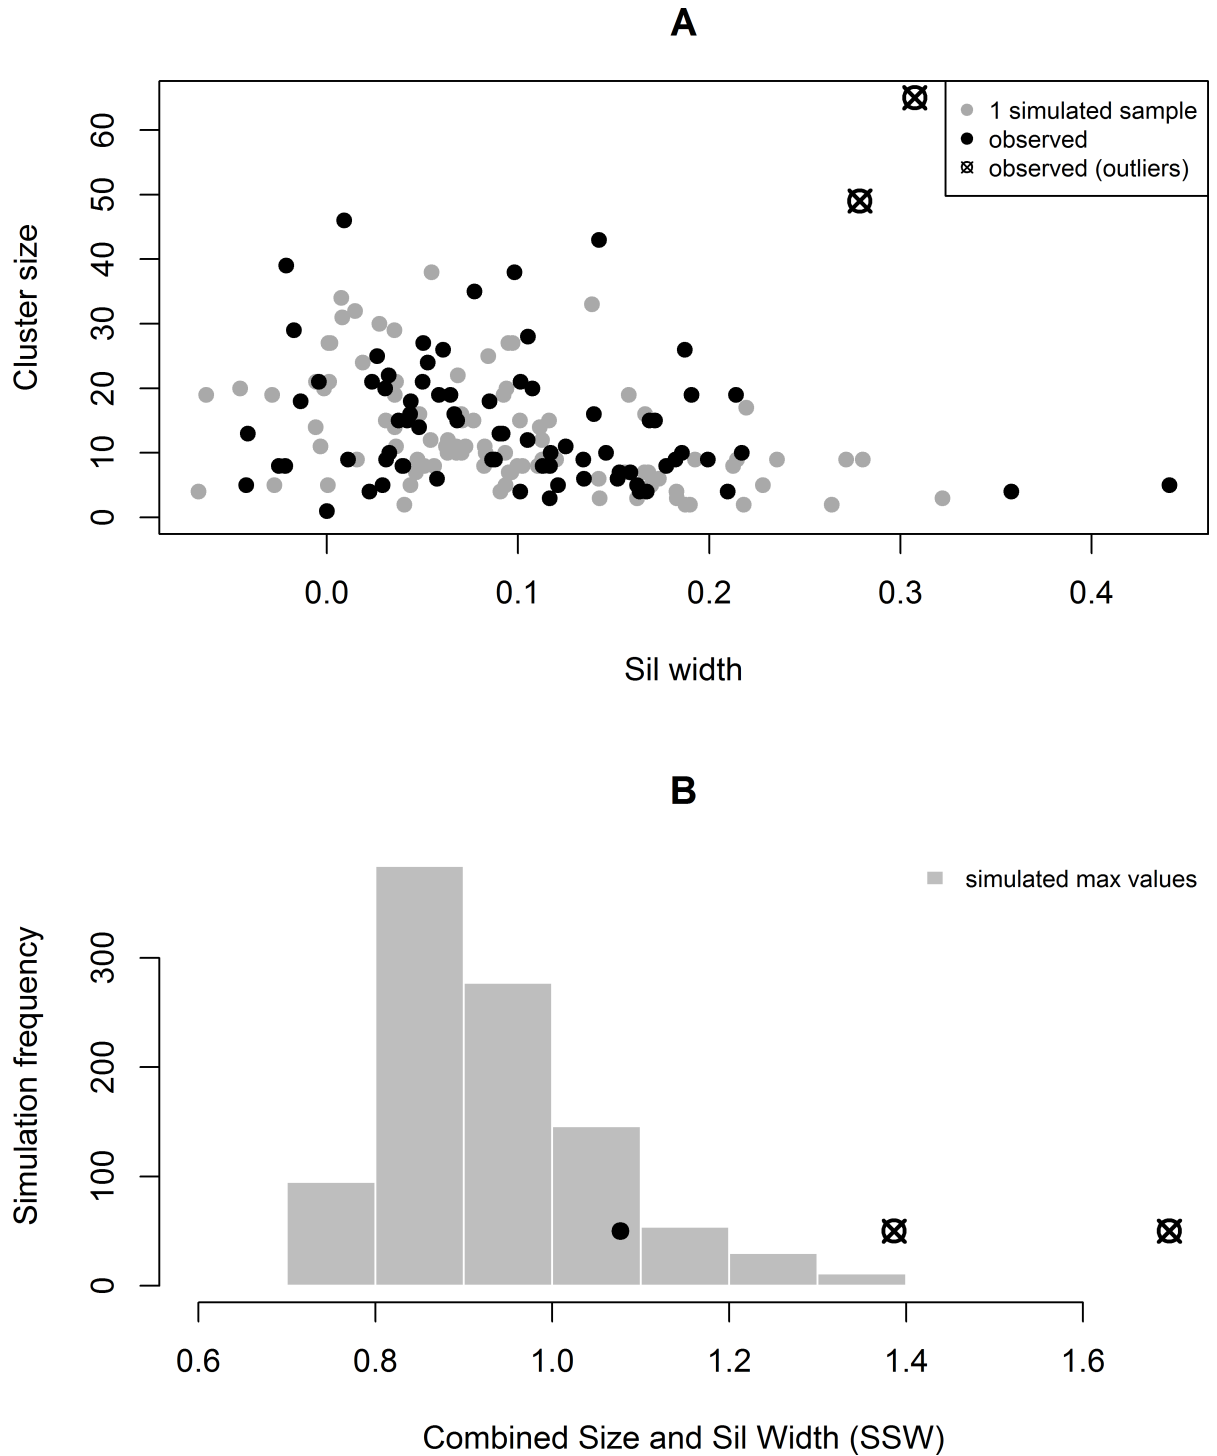 A
Cluster size
60
50
40
30
20
10
0
1 simulated sample
observed
observed (outliers)
0.0 0.1 0.2 0.3 0.4
Sil width
B
Simulation frequency
300
200
100
0
simulated max values
0.6 0.8 1.0 1.2 1.4 1.6
Combined Size and Sil Width (SSW)